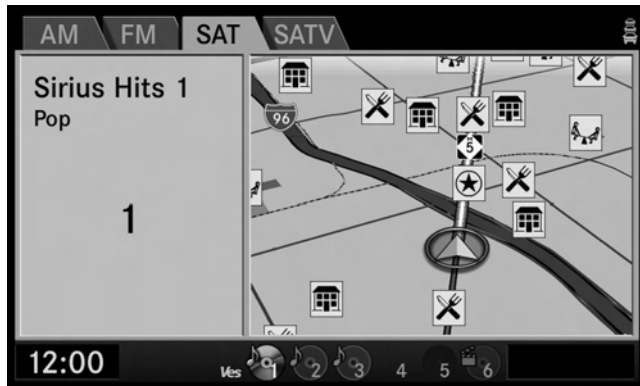 AM FM SAT SATV
Sirius Hits 1
Pop
1
96
M
5
12:00
Ves 1 2 3 4 5 6